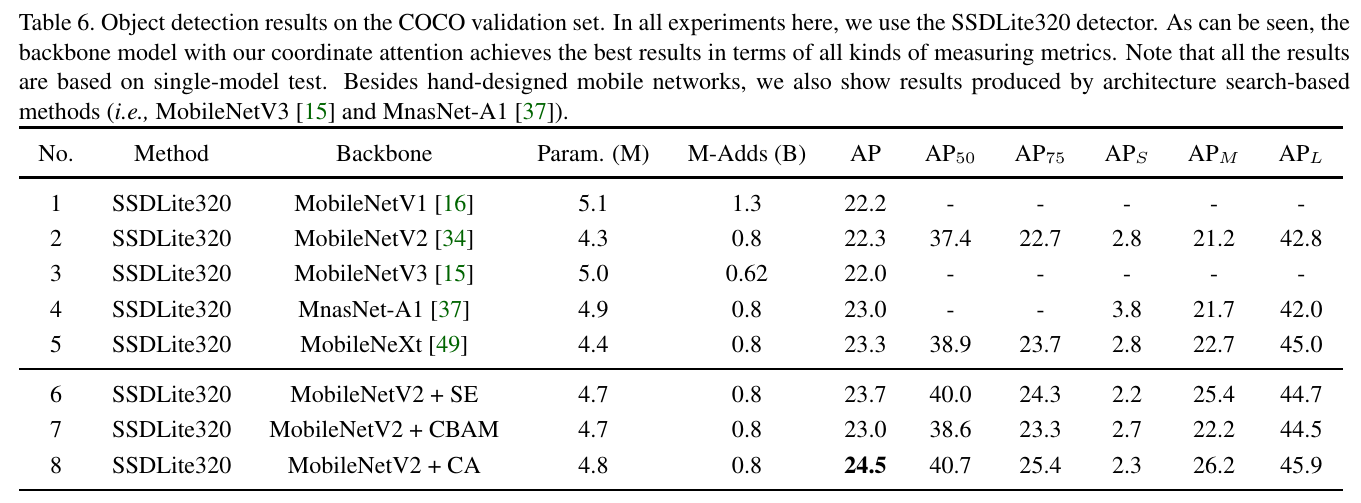 Table 6. Object detection results on the COCO validation set. In all experiments here, we use the SSDLite320 detector. As can be seen, the
backbone model with our coordinate attention achieves the best results in terms of all kinds of measuring metrics. Note that all the results
are based on single-model test. Besides hand-designed mobile networks, we also show results produced by architecture search-based
methods (i.e., MobileNetV3 [15] and MnasNet-A1 [37]).
No. Method Backbone Param. (M) M-Adds (B) AP AP50 AP75 APS APM APL
1 SSDLite320 MobileNetV1 [16] 5.1 1.3 22.2 - - - - -
2 SSDLite320 MobileNetV2 [34] 4.3 0.8 22.3 37.4 22.7 2.8 21.2 42.8
3 SSDLite320 MobileNetV3 [15] 5.0 0.62 22.0 - - - - -
4 SSDLite320 MnasNet-A1 [37] 4.9 0.8 23.0 - - 3.8 21.7 42.0
5 SSDLite320 MobileNeXt [49] 4.4 0.8 23.3 38.9 23.7 2.8 22.7 45.0
6 SSDLite320 MobileNetV2 + SE 4.7 0.8 23.7 40.0 24.3 2.2 25.4 44.7
7 SSDLite320 MobileNetV2 + CBAM 4.7 0.8 23.0 38.6 23.3 2.7 22.2 44.5
8 SSDLite320 MobileNetV2 + CA 4.8 0.8 24.5 40.7 25.4 2.3 26.2 45.9